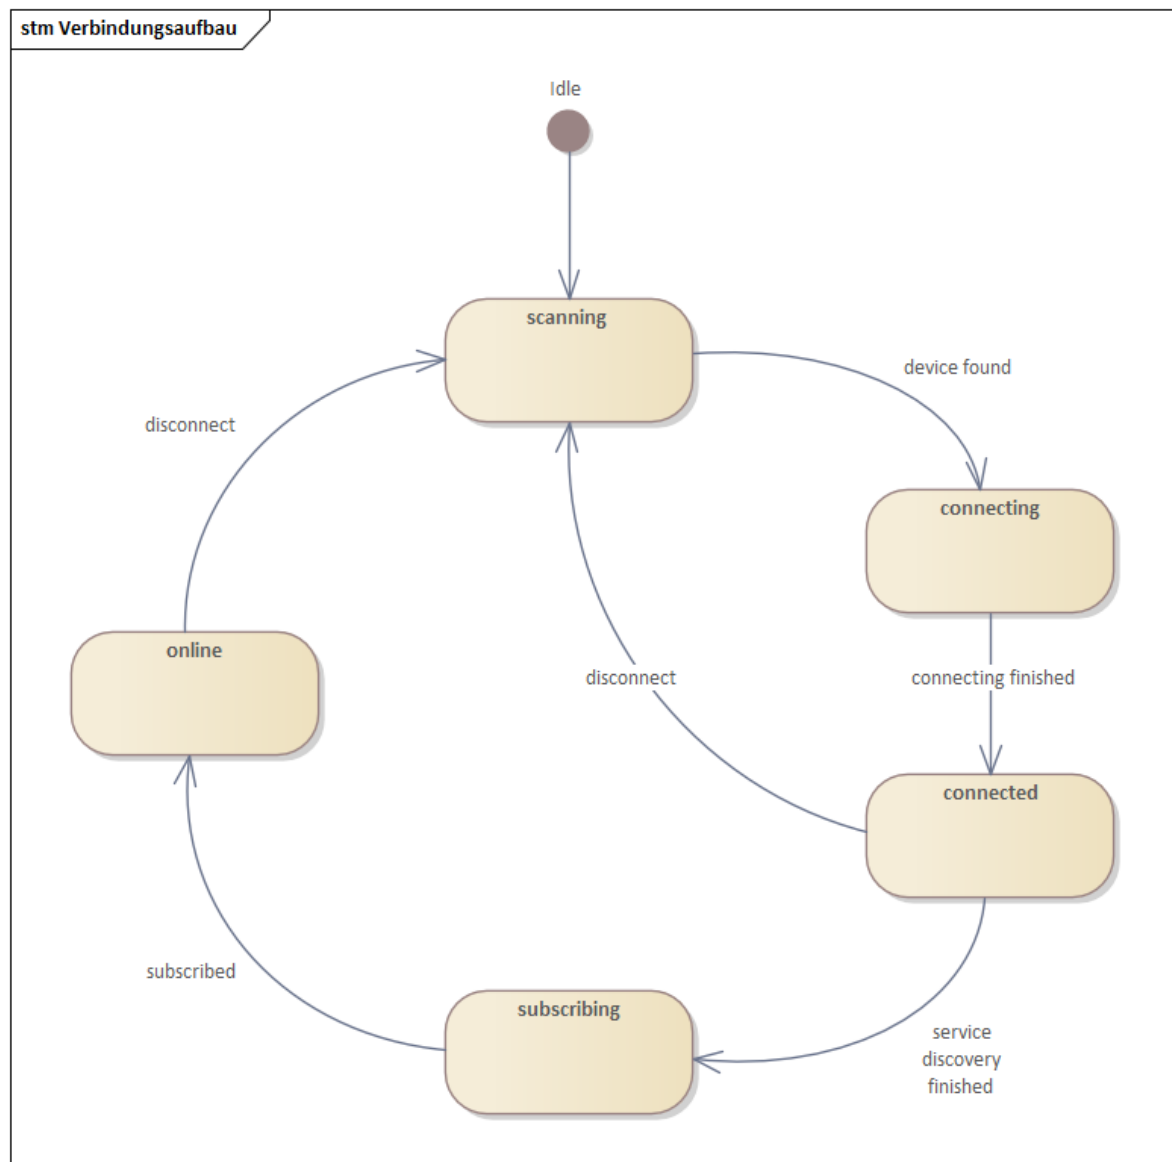 stm Verbindungsaufbau
Idle
scanning
device found
disconnect
connecting
online
disconnect
connecting finished
connected
subscribed
subscribing
service
discovery
finished